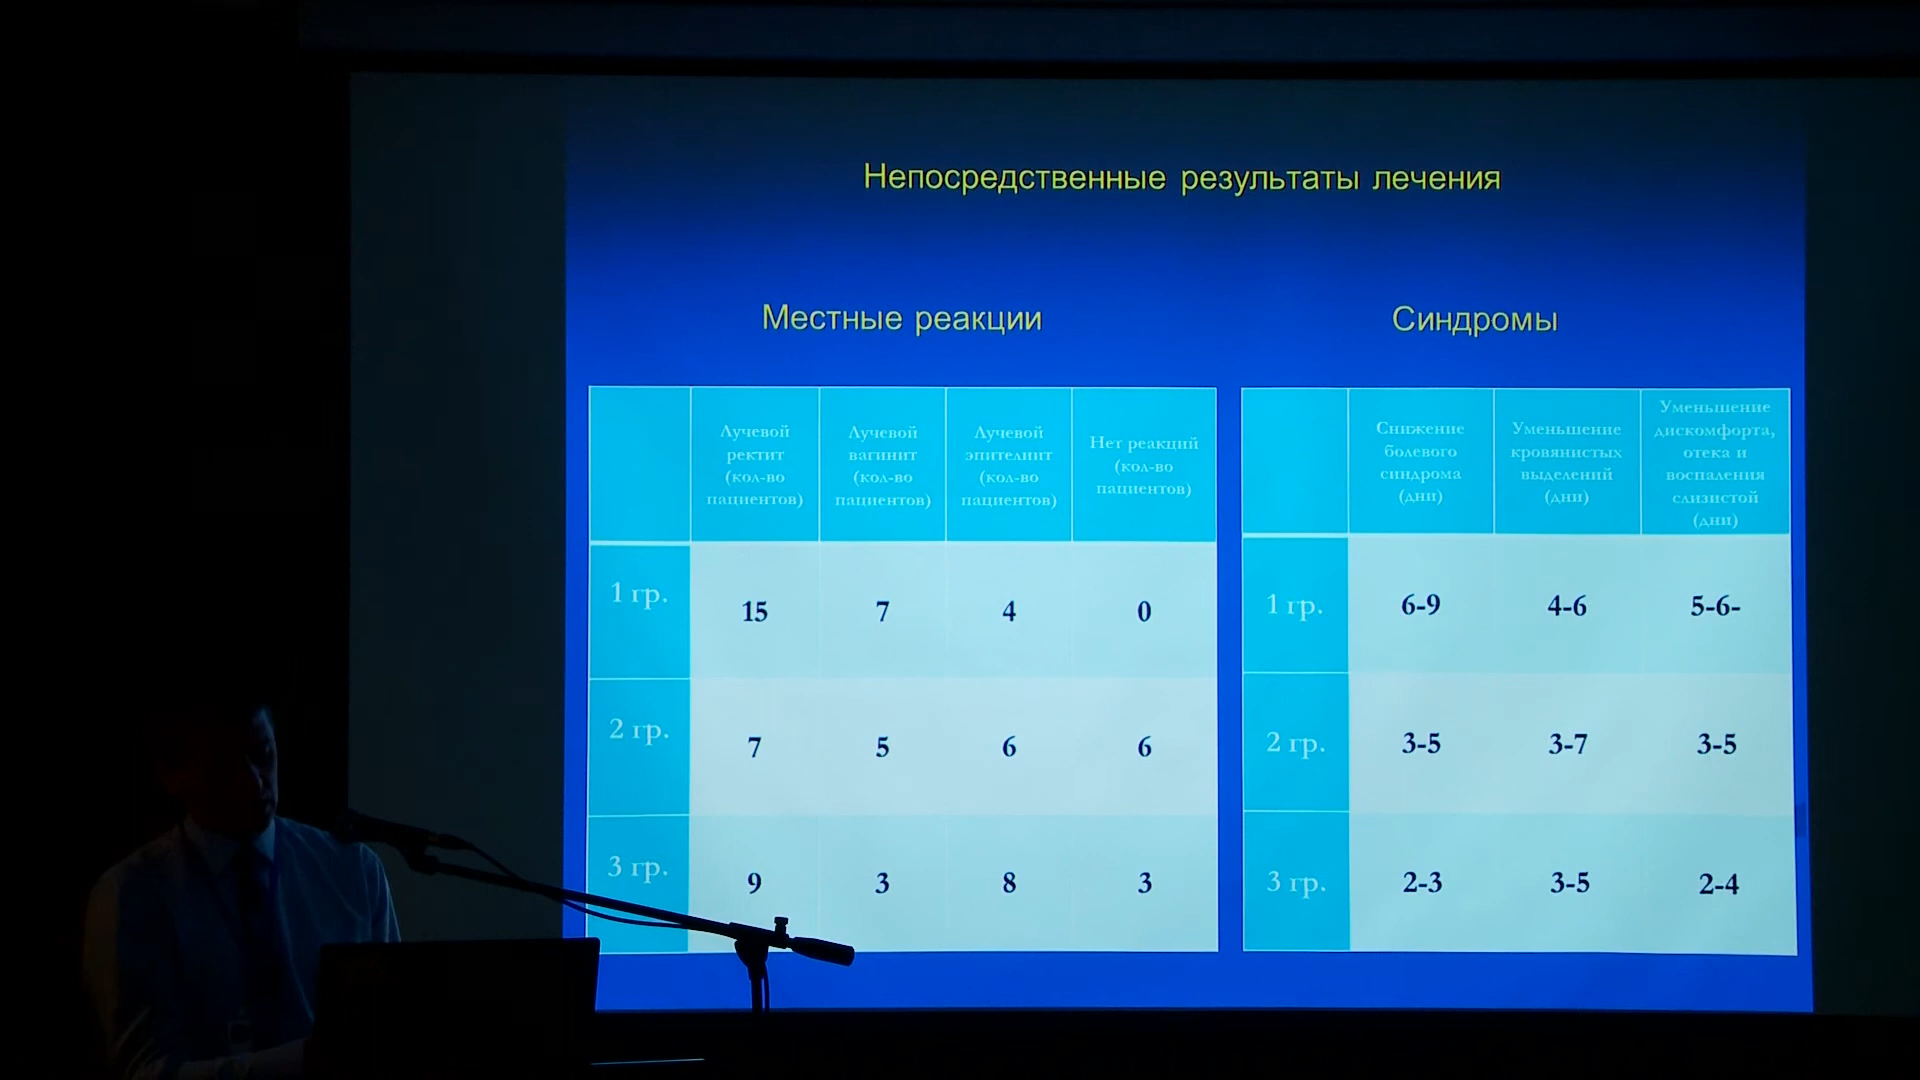 Непосредственные результаты лечения
Местные реакции
Лучевой
ректит
(кол-во
пациентов)
Лучевой
вагинит
(кол-во
пациентов)
Лучевой
эпителиит
(кол-во
пациентов)
Нет реакций
(кол-во
пациентов)
1 гр.
15
7
4
0
2 гр.
7
5
6
6
3 гр.
9
3
8
3
Синдромы
Снижение
болевого
синдрома
(дни)
Уменьшение
кровянистых
выделений
(дни)
Уменьшение
дискомфорта,
отека и
воспаления
слизистой
(дни)
1 гр.
6-9
4-6
5-6-
2 гр.
3-5
3-7
3-5
3 гр.
2-3
3-5
2-4